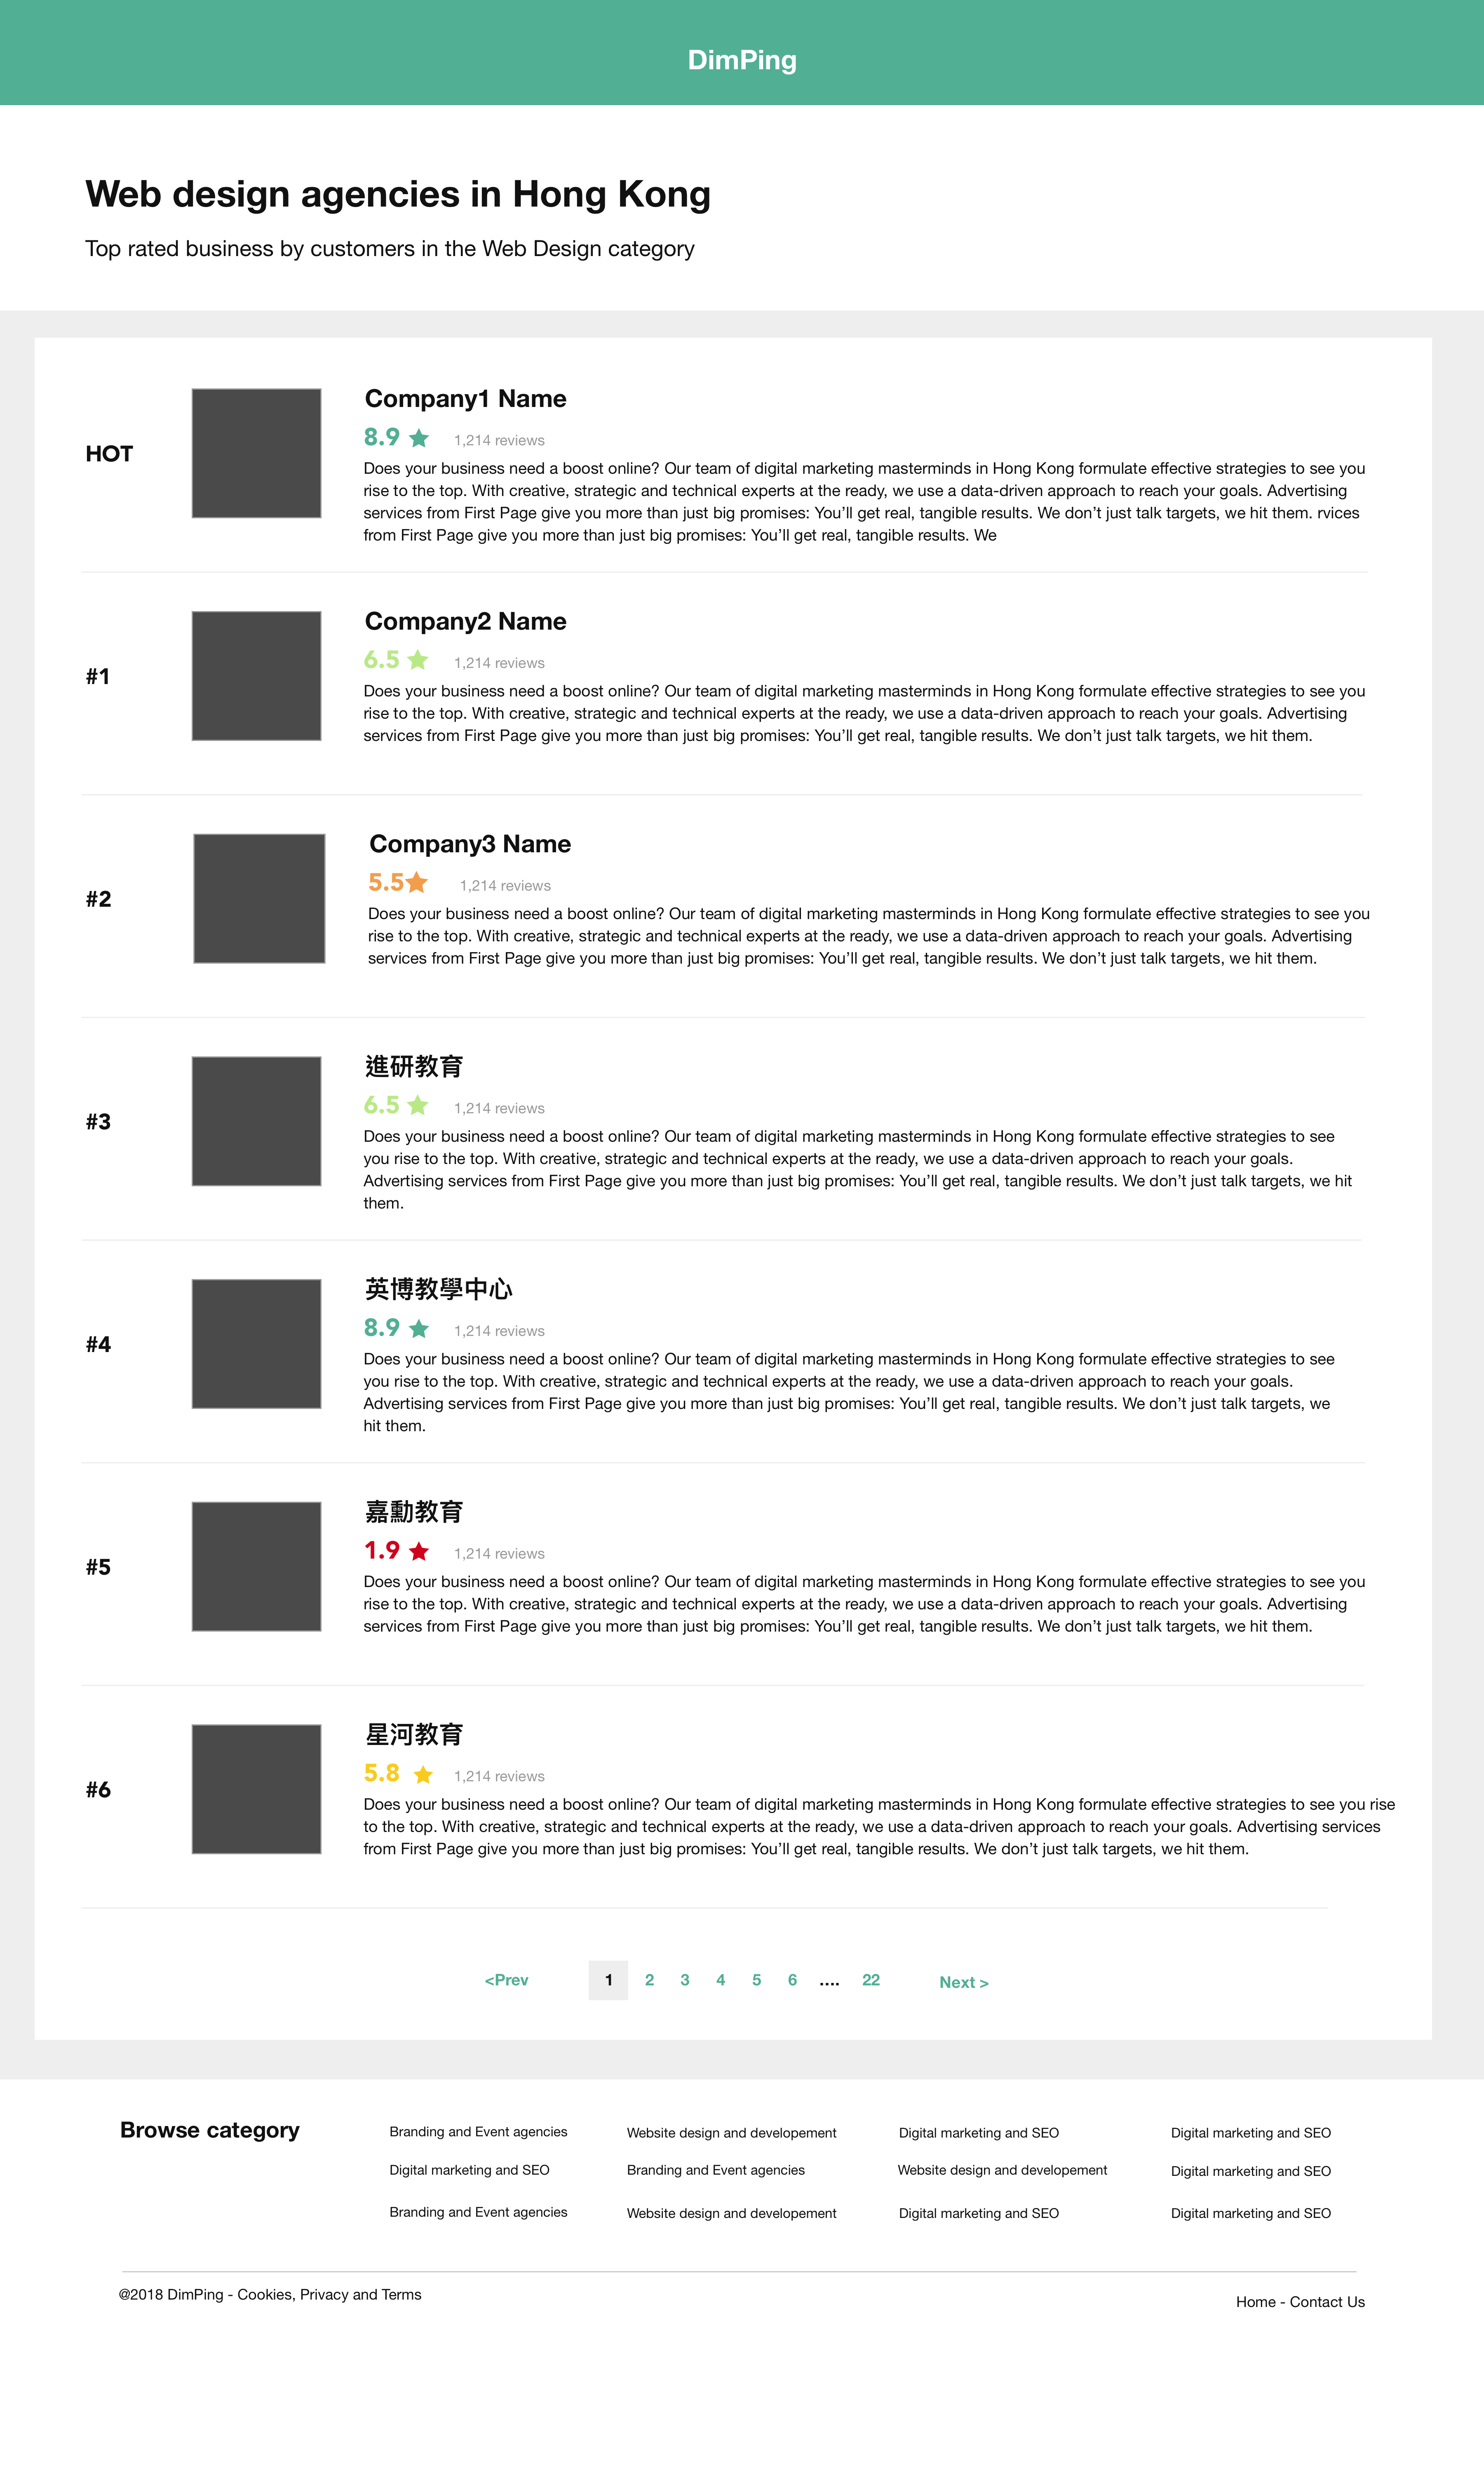 DimPing
Web design agencies in Hong Kong
Top rated business by customers in the Web Design category
HOT
Company1 Name
8.9 ★ 1,214 reviews
Does your business need a boost online? Our team of digital marketing masterminds in Hong Kong formulate effective strategies to see you
rise to the top. With creative, strategic and technical experts at the ready, we use a data-driven approach to reach your goals. Advertising
services from First Page give you more than just big promises: You’ll get real, tangible results. We don’t just talk targets, we hit them. rvices
from First Page give you more than just big promises: You’ll get real, tangible results. We
#1
Company2 Name
6.5 ★ 1,214 reviews
Does your business need a boost online? Our team of digital marketing masterminds in Hong Kong formulate effective strategies to see you
rise to the top. With creative, strategic and technical experts at the ready, we use a data-driven approach to reach your goals. Advertising
services from First Page give you more than just big promises: You’ll get real, tangible results. We don’t just talk targets, we hit them.
#2
Company3 Name
5.5★ 1,214 reviews
Does your business need a boost online? Our team of digital marketing masterminds in Hong Kong formulate effective strategies to see you
rise to the top. With creative, strategic and technical experts at the ready, we use a data-driven approach to reach your goals. Advertising
services from First Page give you more than just big promises: You’ll get real, tangible results. We don’t just talk targets, we hit them.
#3
進研教育
6.5 ★ 1,214 reviews
Does your business need a boost online? Our team of digital marketing masterminds in Hong Kong formulate effective strategies to see
you rise to the top. With creative, strategic and technical experts at the ready, we use a data-driven approach to reach your goals.
Advertising services from First Page give you more than just big promises: You’ll get real, tangible results. We don’t just talk targets, we hit
them.
#4
英博教學中心
8.9 ★ 1,214 reviews
Does your business need a boost online? Our team of digital marketing masterminds in Hong Kong formulate effective strategies to see
you rise to the top. With creative, strategic and technical experts at the ready, we use a data-driven approach to reach your goals.
Advertising services from First Page give you more than just big promises: You’ll get real, tangible results. We don’t just talk targets, we
hit them.
#5
嘉勳教育
1.9 ★ 1,214 reviews
Does your business need a boost online? Our team of digital marketing masterminds in Hong Kong formulate effective strategies to see you
rise to the top. With creative, strategic and technical experts at the ready, we use a data-driven approach to reach your goals. Advertising
services from First Page give you more than just big promises: You’ll get real, tangible results. We don’t just talk targets, we hit them.
#6
星河教育
5.8 ★ 1,214 reviews
Does your business need a boost online? Our team of digital marketing masterminds in Hong Kong formulate effective strategies to see you rise
to the top. With creative, strategic and technical experts at the ready, we use a data-driven approach to reach your goals. Advertising services
from First Page give you more than just big promises: You’ll get real, tangible results. We don’t just talk targets, we hit them.
<Prev 1 2 3 4 5 6 .... 22 Next >
Browse category
Branding and Event agencies Website design and developement Digital marketing and SEO Digital marketing and SEO
Digital marketing and SEO Branding and Event agencies Website design and developement Digital marketing and SEO
Branding and Event agencies Website design and developement Digital marketing and SEO Digital marketing and SEO
@2018 DimPing - Cookies, Privacy and Terms
Home - Contact Us